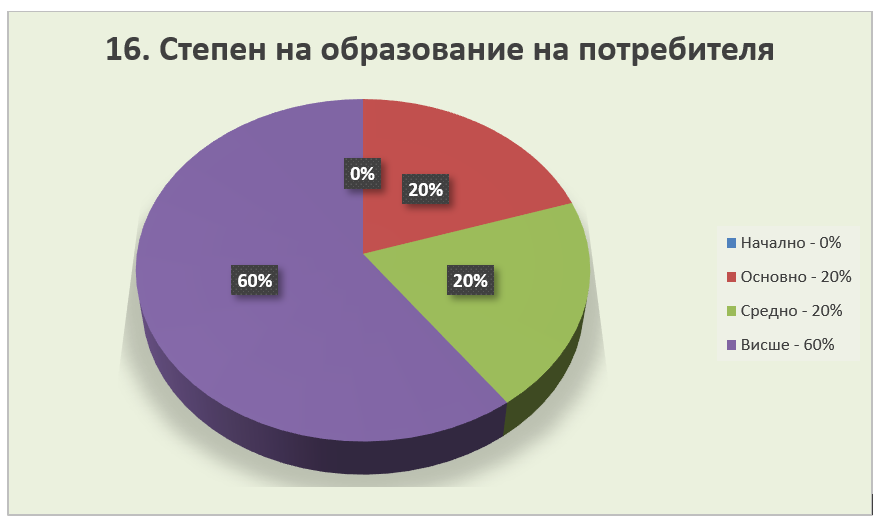 16. Степен на образование на потребителя
0%
20%
20%
60%
Начално - 0%
Основно - 20%
Средно - 20%
Висше - 60%